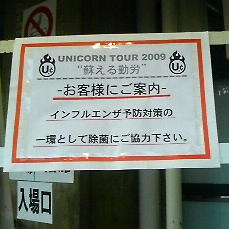 UNICORN TOUR 2009
Uc
“蘇える勤労”
Uc
-お客様にご案内-
インフルエンザ予防対策の
一環として除菌にご協力下さい。
入場口